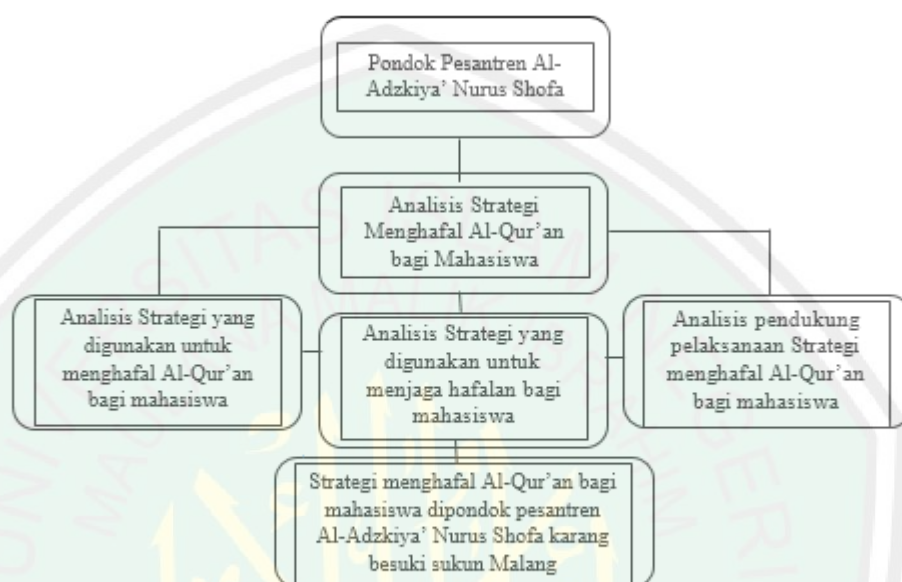 Pondok Pesantren Al-
Adzkiya’ Nurus Shofa
Analisis Strategi
Menghafal Al-Qur’an
bagi Mahasiswa
Analisis Strategi yang
digunakan untuk
menghafal Al-Qur’an
bagi mahasiswa
Analisis Strategi yang
digunakan untuk
menjaga hafalan bagi
mahasiswa
Analisis pendukung
pelaksanaan Strategi
menghafal Al-Qur’an
bagi mahasiswa
Strategi menghafal Al-Qur’an bagi
mahasiswa dipondok pesantren
Al-Adzkiya’ Nurus Shofa karang
besuki sukun Malang